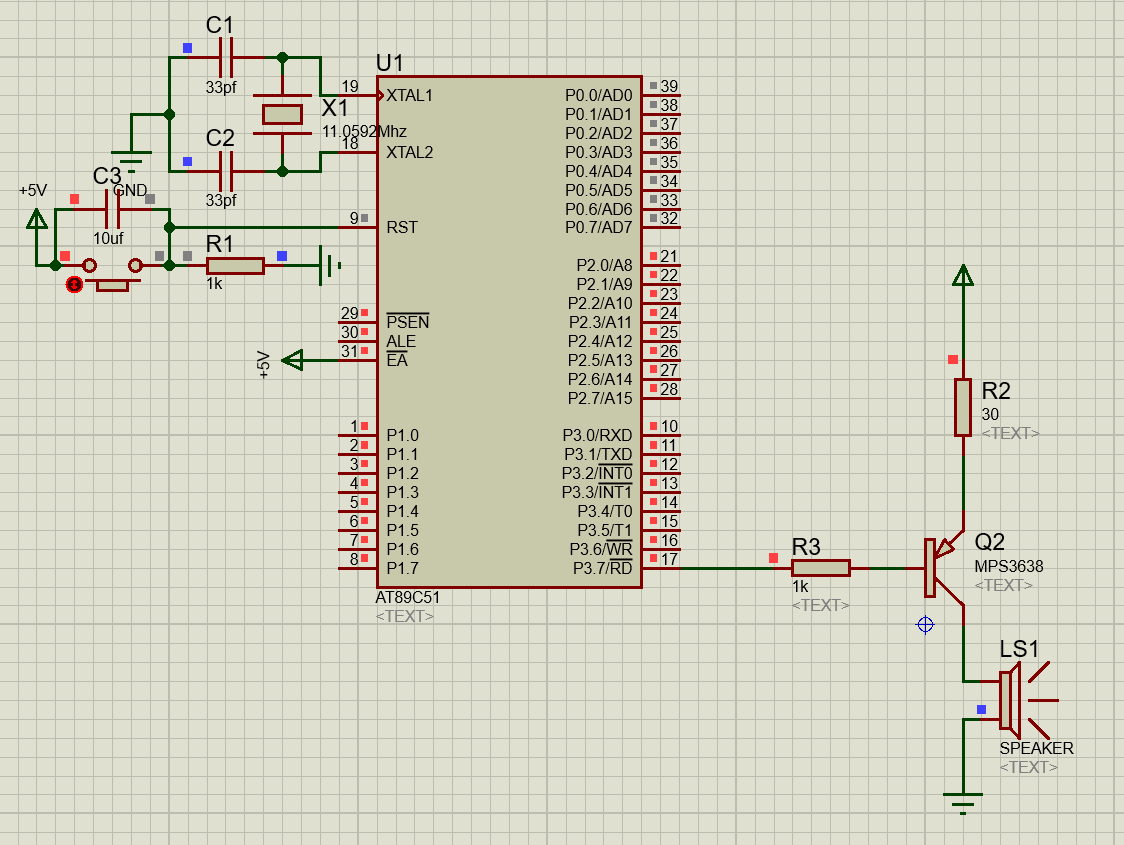 C1
33pf
X1
11.0592Mhz
C2
33pf
+5V
C3
GND
10uf
R1
1k
+5V
U1
19 XTAL1
18 XTAL2
9 RST
29 PSEN
30 ALE
31 EA
1 P1.0
2 P1.1
3 P1.2
4 P1.3
5 P1.4
6 P1.5
7 P1.6
8 P1.7
P0.0/AD0 39
P0.1/AD1 38
P0.2/AD2 37
P0.3/AD3 36
P0.4/AD4 35
P0.5/AD5 34
P0.6/AD6 33
P0.7/AD7 32
P2.0/A8 21
P2.1/A9 22
P2.2/A10 23
P2.3/A11 24
P2.4/A12 25
P2.5/A13 26
P2.6/A14 27
P2.7/A15 28
P3.0/RXD 10
P3.1/TXD 11
P3.2/INT0 12
P3.3/INT1 13
P3.4/T0 14
P3.5/T1 15
P3.6/WR 16
P3.7/RD 17
AT89C51
<TEXT>
R3
1k
<TEXT>
R2
30
<TEXT>
Q2
MPS3638
<TEXT>
LS1
SPEAKER
<TEXT>